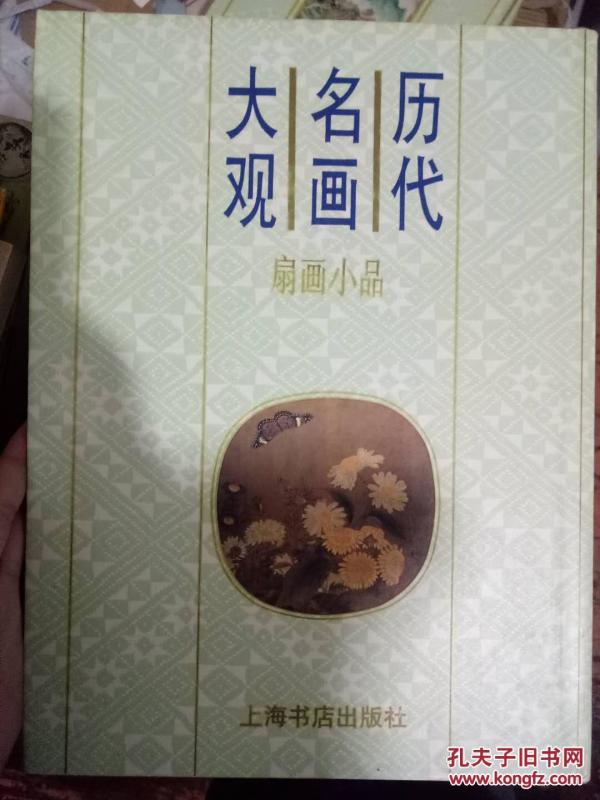 历代
名画
大观
扇画小品
上海书店出版社
孔夫子旧书网
www.kongfz.com